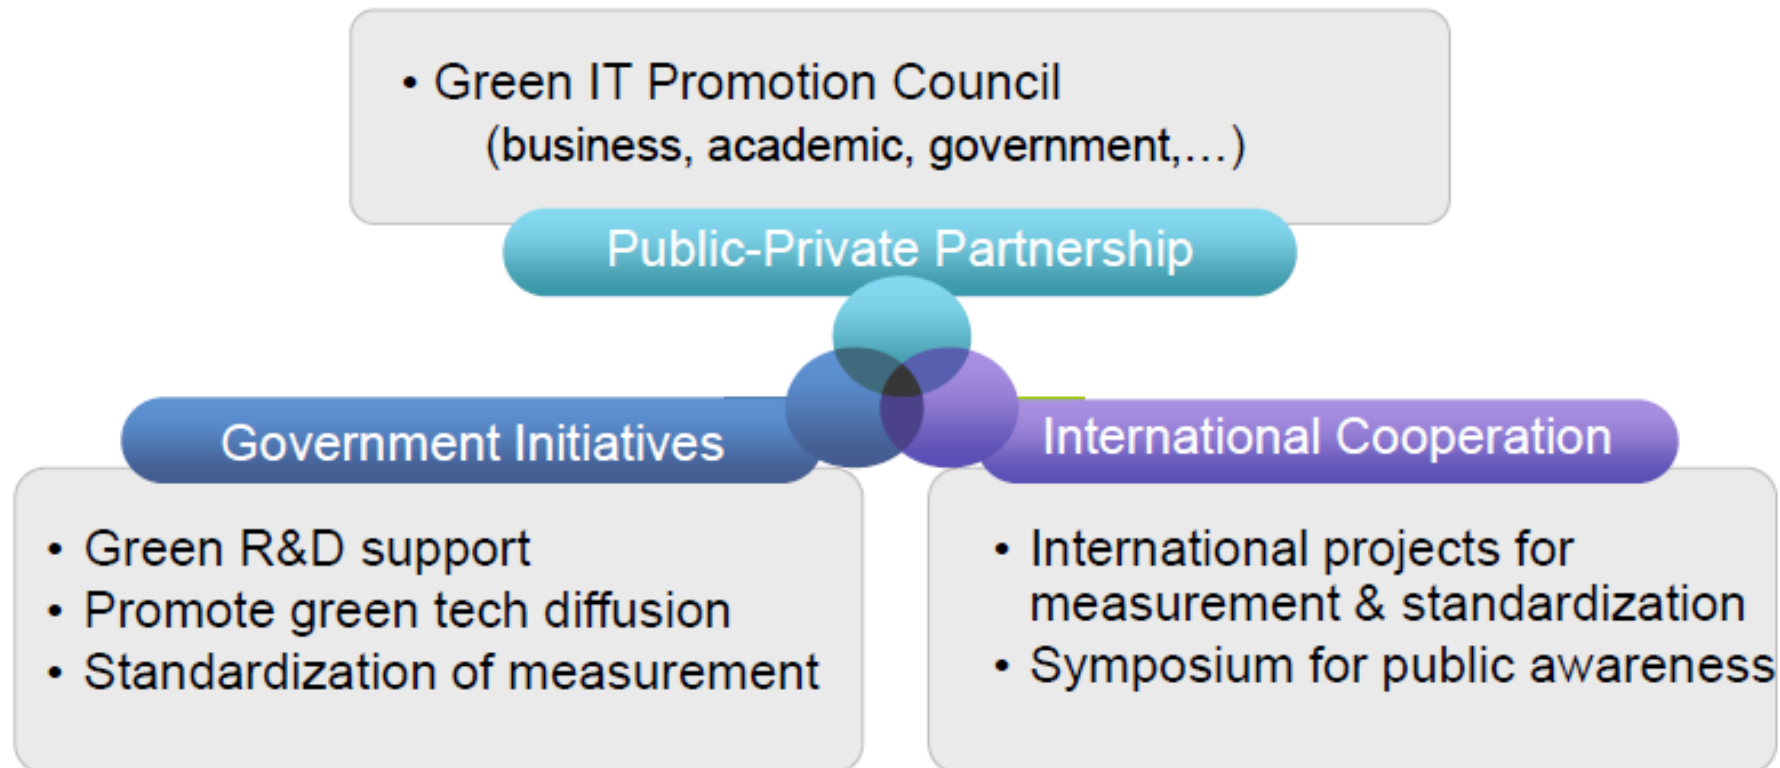 • Green IT Promotion Council
(business, academic, government,...)
Public-Private Partnership
Government Initiatives
• Green R&D support
• Promote green tech diffusion
• Standardization of measurement
International Cooperation
• International projects for
measurement & standardization
• Symposium for public awareness